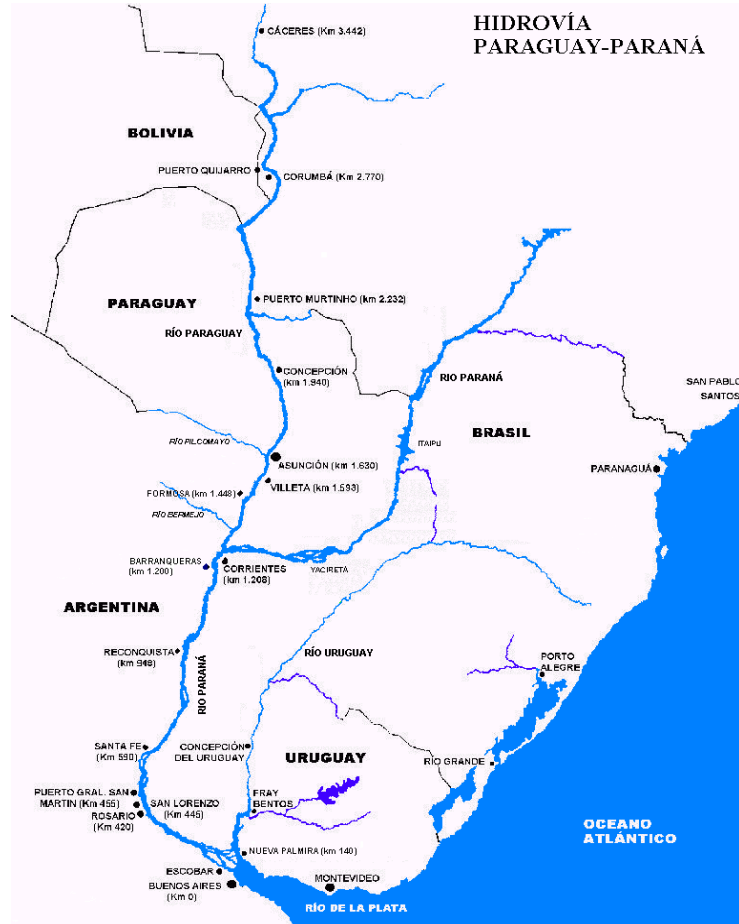 HIDROVÍA
PARAGUAY-PARANÁ
CÁCERES (Km 3.442)
BOLIVIA
PUERTO QUIJARRO
CORUMBÁ (Km 2.770)
PARAGUAY
PUERTO MURTINHO (km 2.232)
RÍO PARAGUAY
CONCEPCIÓN
(km 1.940)
RIO PARANÁ
SAN PABLO
SANTOS
RÍO PILCOMAYO
ITAIPU
BRASIL
ASUNCIÓN (km 1.630)
PARANAGUÁ
VILLETA (km 1.593)
FORMOSA (km 1.448)
RÍO BERMEJO
BARRANQUERAS
(km 1.200)
CORRIENTES
(km 1.208)
YACIRETA
ARGENTINA
RECONQUISTA
(km 949)
RÍO URUGUAY
PORTO
ALEGRE
RIO PARANÁ
SANTA FE
(Km 590)
CONCEPCIÓN
DEL URUGUAY
URUGUAY
RÍO GRANDE
PUERTO GRAL. SAN
MARTIN (Km 455)
SAN LORENZO
(Km 445)
FRAY
BENTOS
ROSARIO
(Km 420)
OCEANO
ATLÁNTICO
NUEVA PALMIRA (km 140)
ESCOBAR
BUENOS AIRES
(Km 0)
MONTEVIDEO
RÍO DE LA PLATA